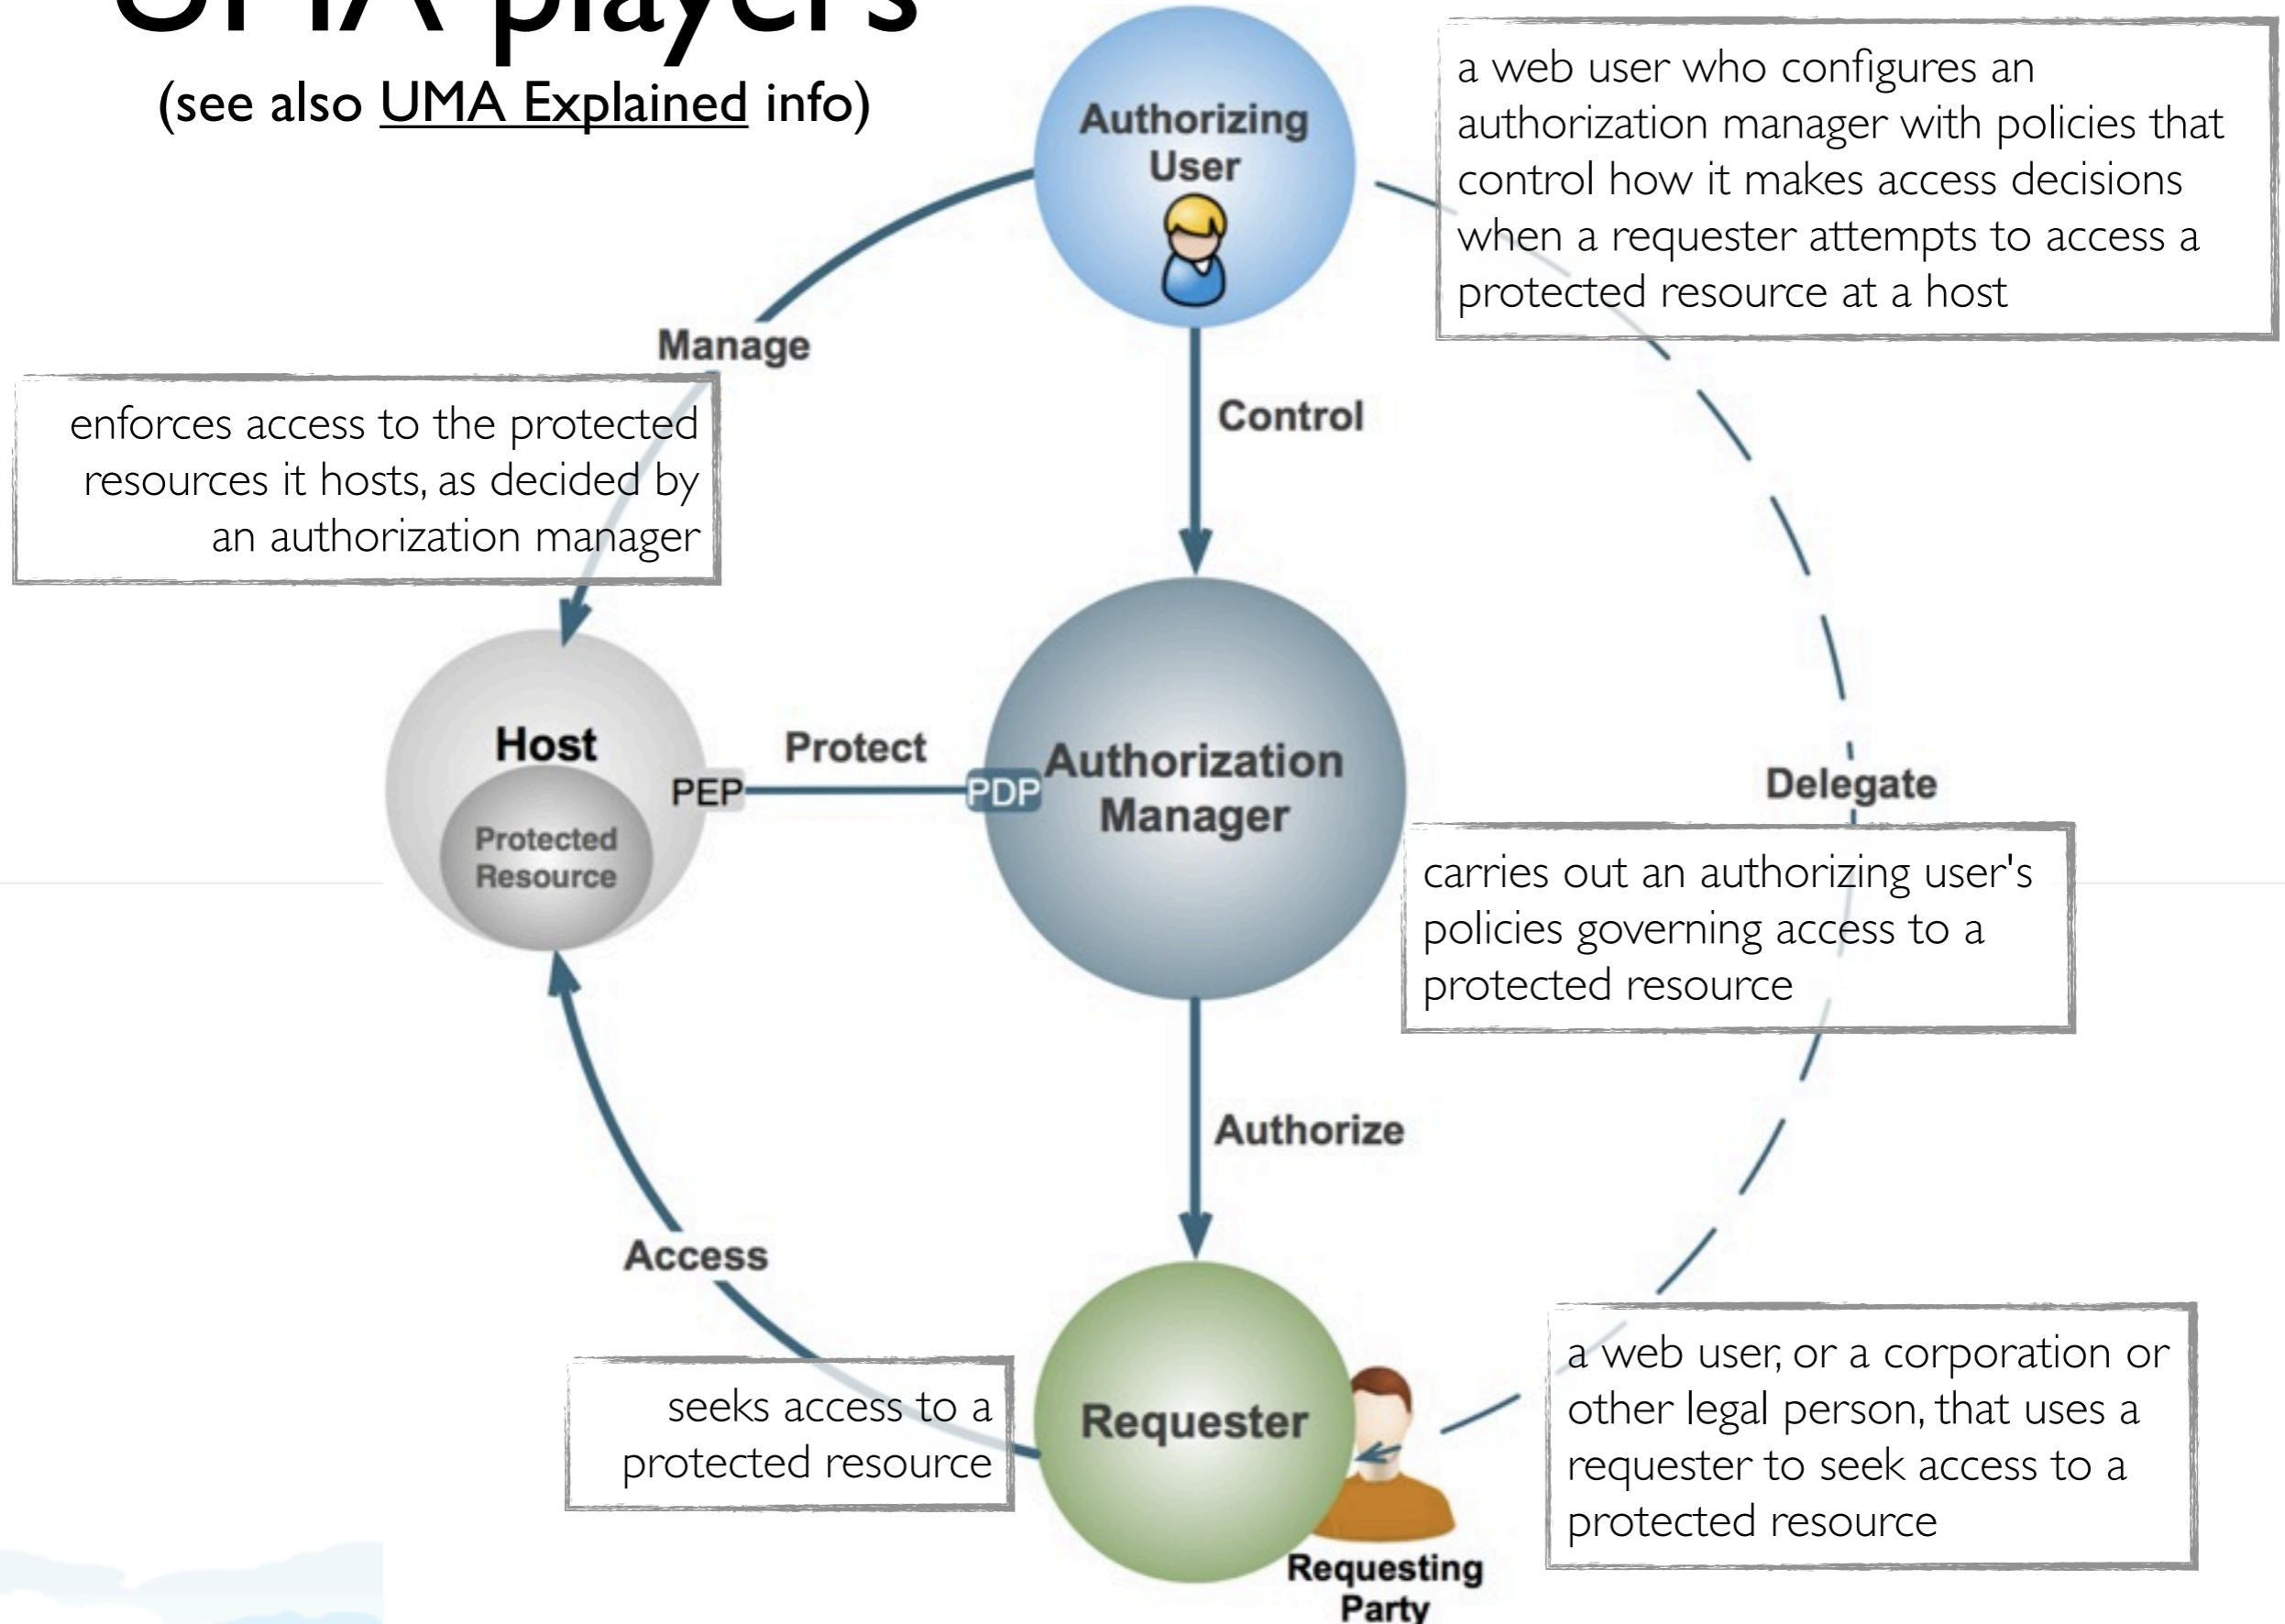 UMA players
(see also UMA Explained info)
Authorizing
User
a web user who configures an
authorization manager with policies that
control how it makes access decisions
when a requester attempts to access a
protected resource at a host
Manage
enforces access to the protected
resources it hosts, as decided by
an authorization manager
Control
Host
Protected
Resource
PEP
Protect
PDP
Authorization
Manager
Delegate
carries out an authorizing user's
policies governing access to a
protected resource
Authorize
Access
seeks access to a
protected resource
Requester
Requesting
Party
a web user, or a corporation or
other legal person, that uses a
requester to seek access to a
protected resource